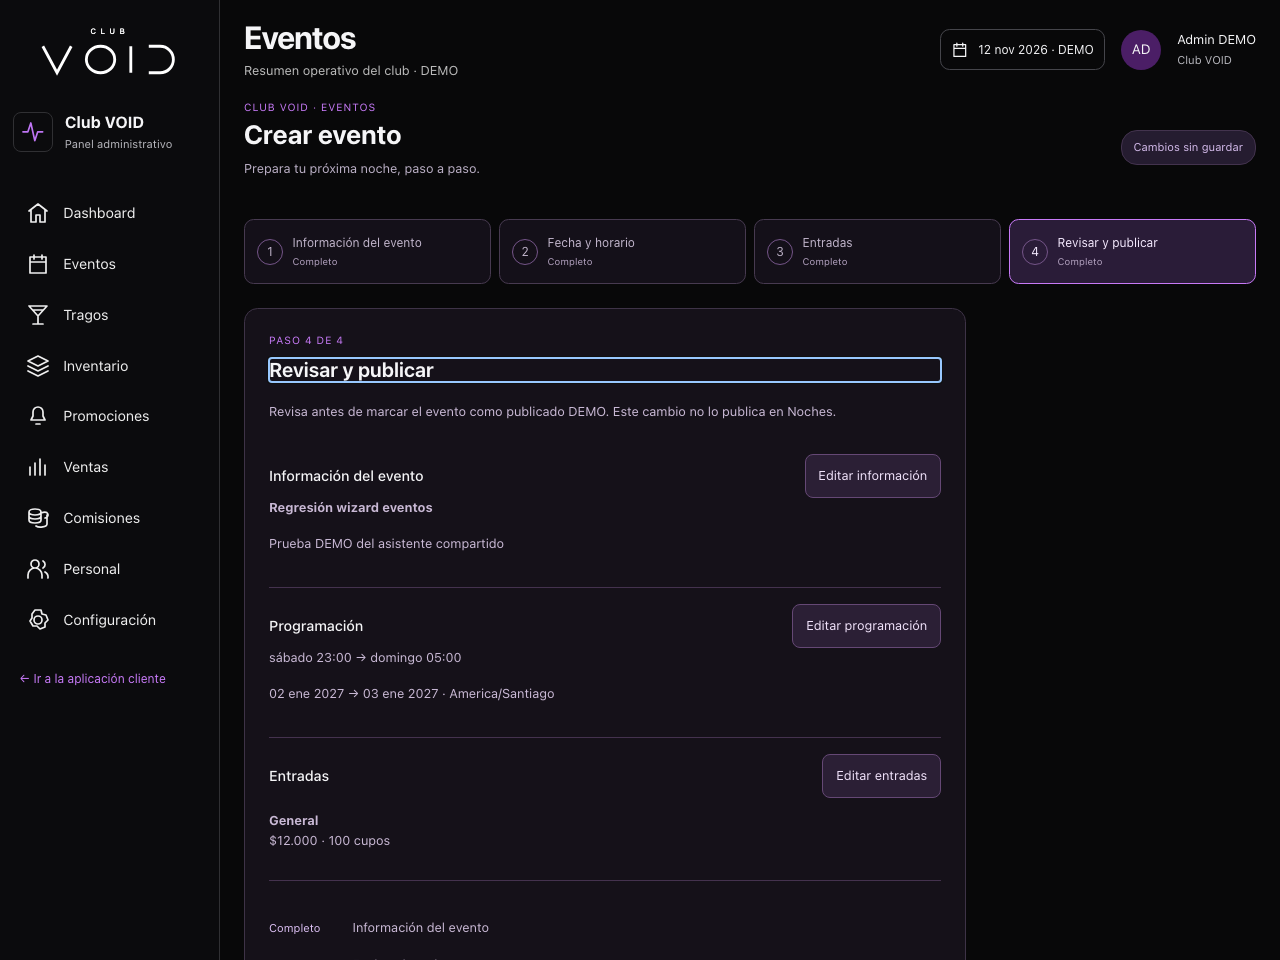 CLUB
VOID
Club VOID
Panel administrativo
Dashboard
Eventos
Tragos
Inventario
Promociones
Ventas
Comisiones
Personal
Configuración
← Ir a la aplicación cliente
Eventos
Resumen operativo del club · DEMO
12 nov 2026 · DEMO
AD
Admin DEMO
Club VOID
CLUB VOID · EVENTOS
Crear evento
Prepara tu próxima noche, paso a paso.
Cambios sin guardar
1
Información del evento
Completo
2
Fecha y horario
Completo
3
Entradas
Completo
4
Revisar y publicar
Completo
PASO 4 DE 4
Revisar y publicar
Revisa antes de marcar el evento como publicado DEMO. Este cambio no lo publica en Noches.
Información del evento
Editar información
Regresión wizard eventos
Prueba DEMO del asistente compartido
Programación
Editar programación
sábado 23:00 → domingo 05:00
02 ene 2027 → 03 ene 2027 · America/Santiago
Entradas
Editar entradas
General
$12.000 · 100 cupos
Completo
Información del evento